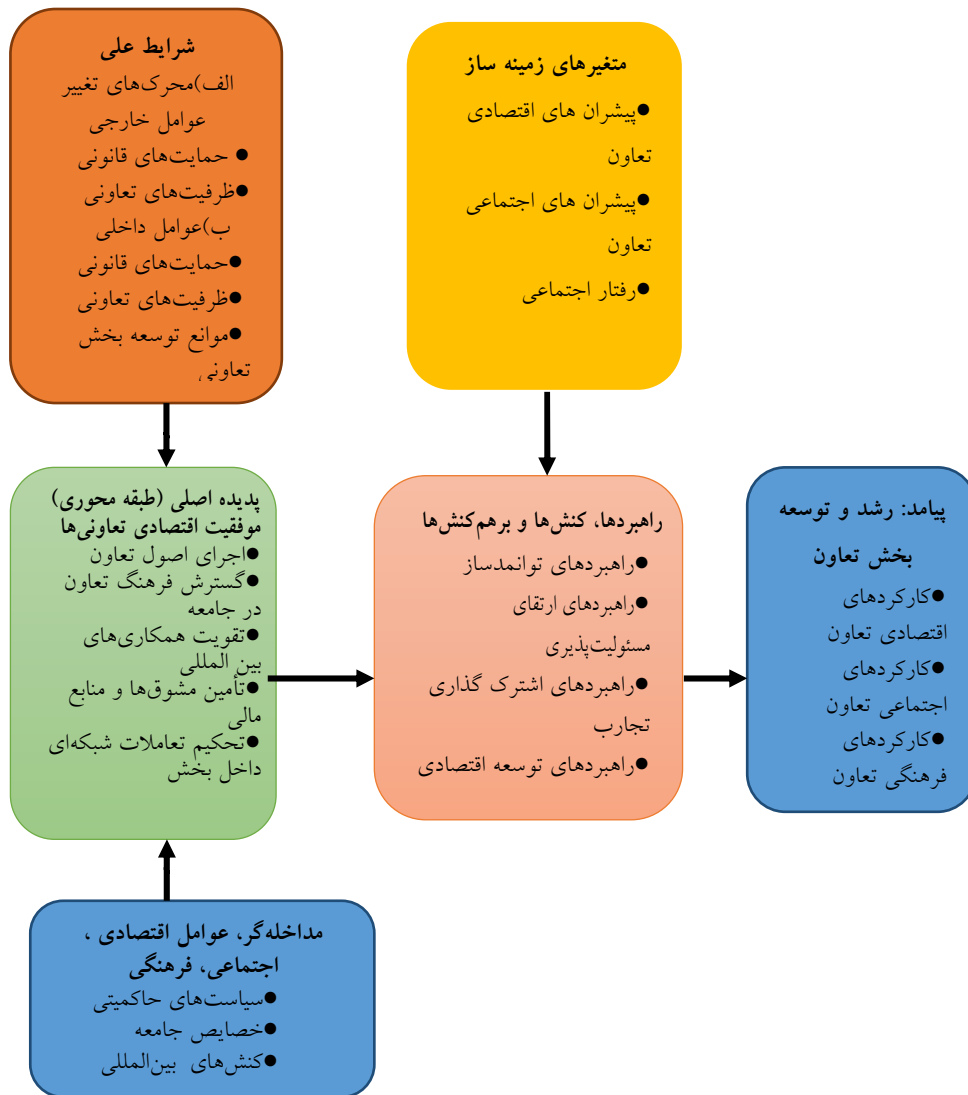 شرایط علی
الف)محرک‌های تغییر
عوامل خارجی
● حمایت‌های قانونی
●ظرفیت‌های تعاونی
ب)عوامل داخلی
●حمایت‌های قانونی
●ظرفیت‌های تعاونی
●موانع توسعه بخش
تعاونی
متغیرهای زمینه ساز
●پیشران های اقتصادی
تعاون
●پیشران های اجتماعی
تعاون
●رفتار اجتماعی
پدیده اصلی (طبقه محوری)
موفقیت اقتصادی تعاونی‌ها
●اجرای اصول تعاون
●گسترش فرهنگ تعاون
در جامعه
●تقویت همکاری‌های
بین المللی
●تأمین مشوق‌ها و منابع
مالی
●تحکیم تعاملات شبکه‌ای
داخل بخش
راهبردها، کنش‌ها و برهم‌کنش‌ها
●راهبردهای توانمدساز
●راهبردهای ارتقای
مسئولیت‌پذیری
●راهبردهای اشترک گذاری
تجارب
●راهبردهای توسعه اقتصادی
پیامد: رشد و توسعه
بخش تعاون
●کارکردهای
اقتصادی تعاون
●کارکردهای
اجتماعی تعاون
●کارکردهای
فرهنگی تعاون
مداخله‌گر، عوامل اقتصادی ،
اجتماعی، فرهنگی
●سیاست‌های حاکمیتی
●خصایص جامعه
●کنش‌های بین‌المللی